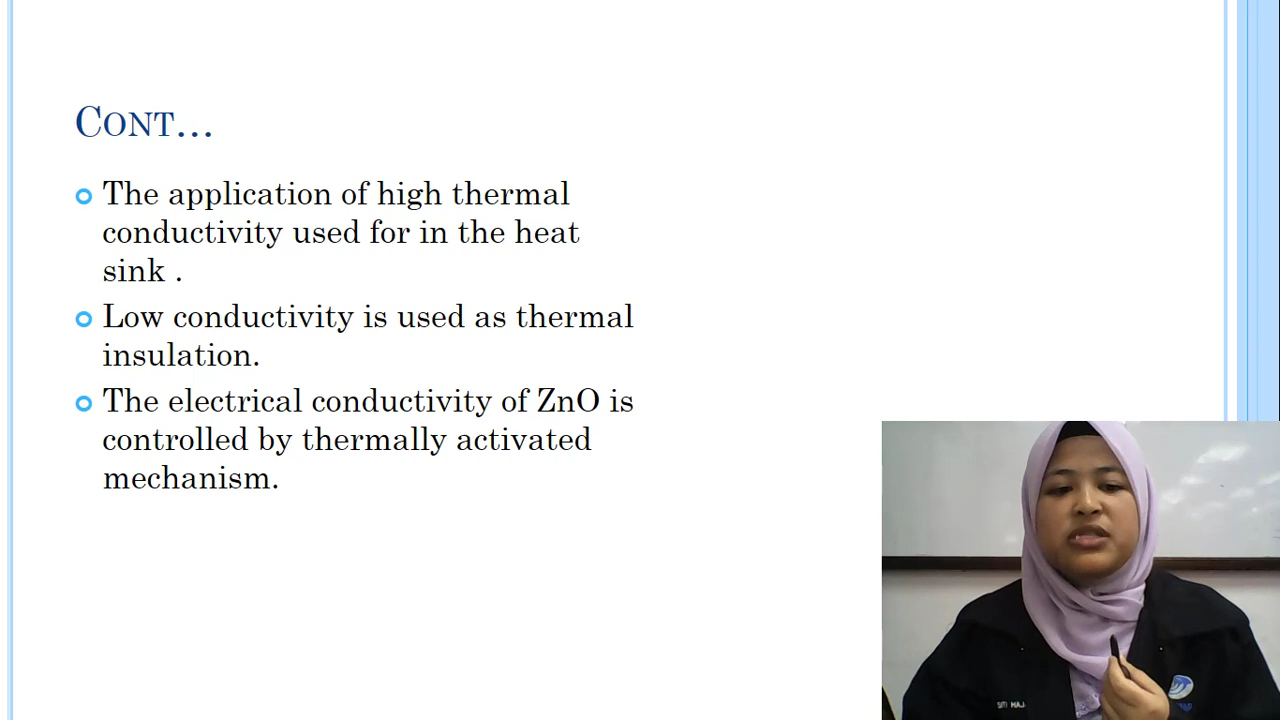 CONT...
The application of high thermal
conductivity used for in the heat
sink .
Low conductivity is used as thermal
insulation.
The electrical conductivity of ZnO is
controlled by thermally activated
mechanism.
SITI